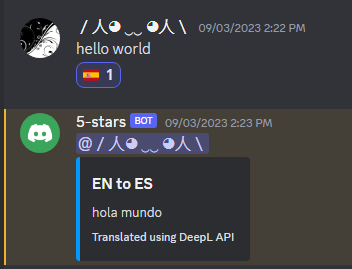 / 人◕ ‿‿ ◕人 \ 09/03/2023 2:22 PM
hello world
1
5-stars BOT 09/03/2023 2:23 PM
@ / 人◕ ‿‿ ◕人 \
EN to ES
hola mundo
Translated using DeepL API